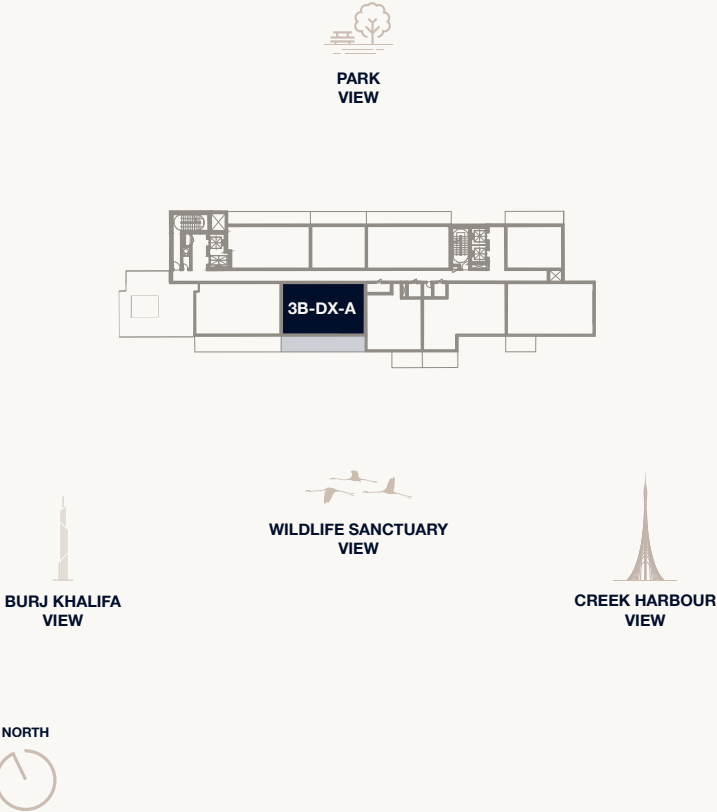 PARK
VIEW
3B-DX-A
WILDLIFE SANCTUARY
VIEW
BURJ KHALIFA
VIEW
CREEK HARBOUR
VIEW
NORTH